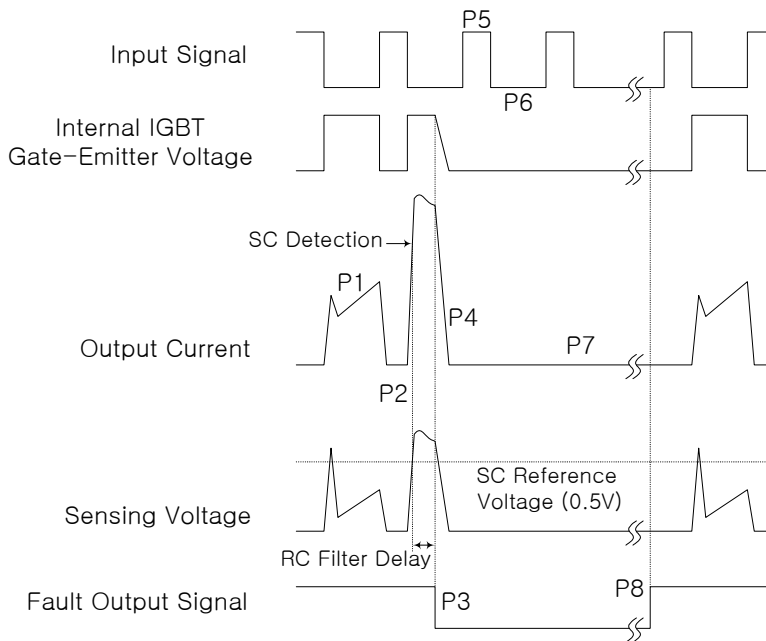 P5
Input Signal
P6
Internal IGBT
Gate-Emitter Voltage
SC Detection
P1
P4
Output Current
P7
P2
SC Reference
Voltage (0.5V)
Sensing Voltage
RC Filter Delay
Fault Output Signal
P3
P8